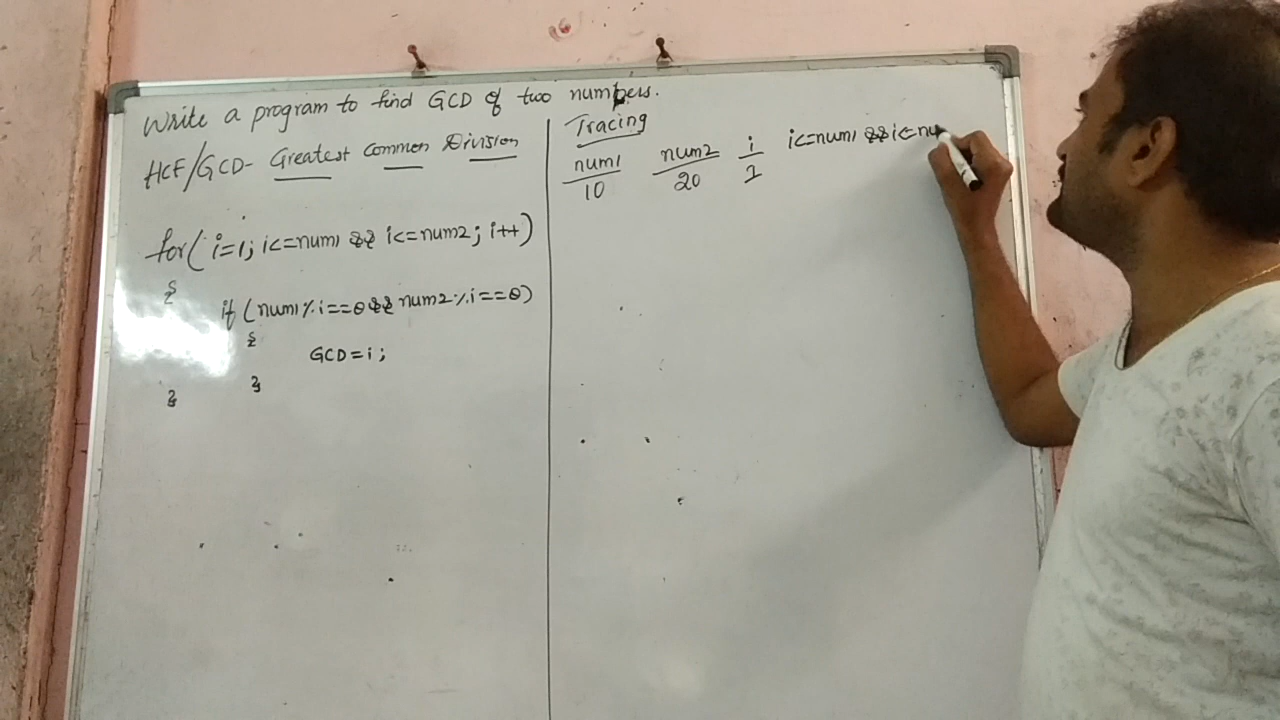 Write a program to find GCD of two numbers.
HCF/GCD- Greatest Common Division
for(i=1; i<=num1 && i<=num2; i++)
{
if (num1%i==0 && num2%i==0)
{
GCD=i;
}
}
Tracing
num1 num2 i i<=num1 && i<=nu
10 20 1